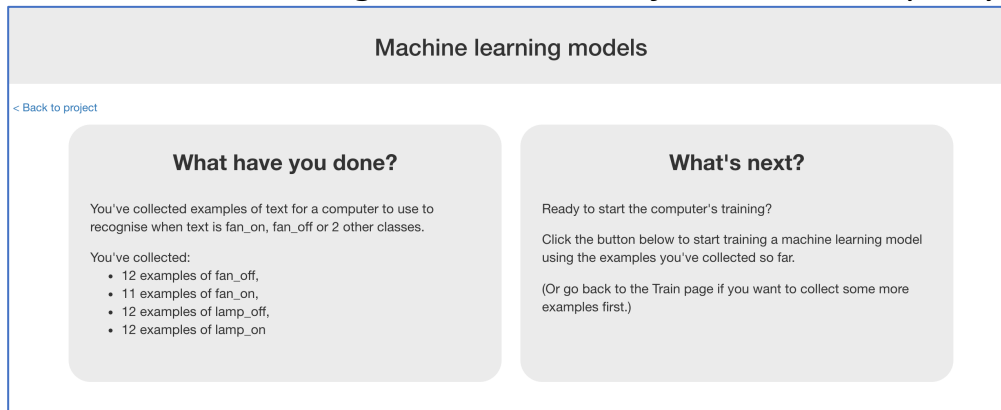 Machine learning models
< Back to project
What have you done?
You've collected examples of text for a computer to use to
recognise when text is fan_on, fan_off or 2 other classes.
You've collected:
• 12 examples of fan_off,
• 11 examples of fan_on,
• 12 examples of lamp_off,
• 12 examples of lamp_on
What's next?
Ready to start the computer's training?
Click the button below to start training a machine learning model
using the examples you've collected so far.
(Or go back to the Train page if you want to collect some more
examples first.)